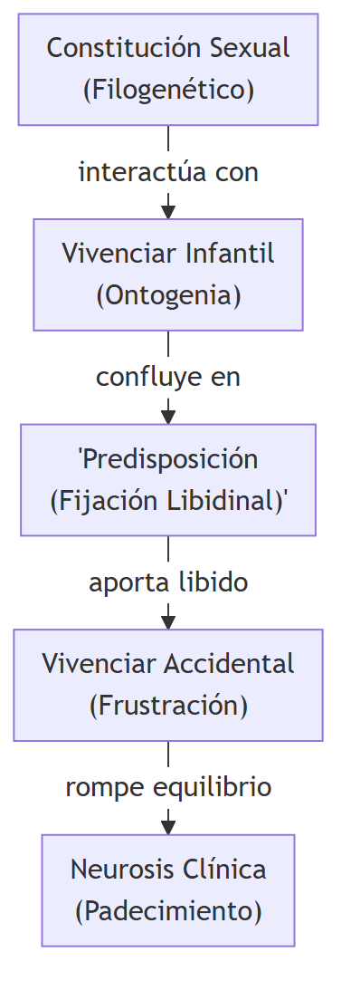 Constitución Sexual
(Filogenético)
interactúa con
Vivenciar Infantil
(Ontogenia)
confluye en
'Predisposición
(Fijación Libidinal)'
aporta libido
Vivenciar Accidental
(Frustración)
rompe equilibrio
Neurosis Clínica
(Padecimiento)